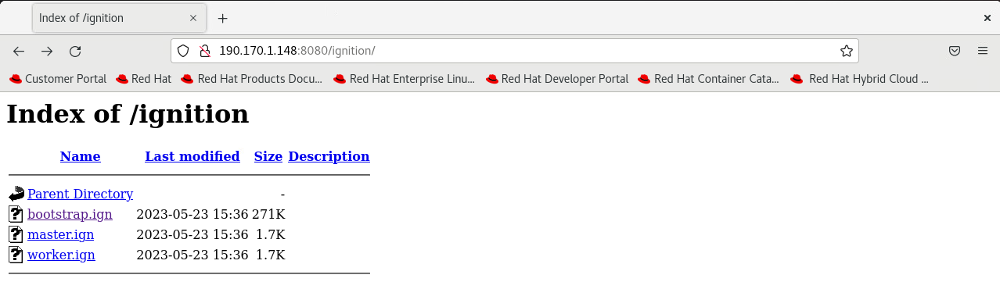 Index of /ignition
190.170.1.148:8080/ignition/
Customer Portal Red Hat Red Hat Products Docu... Red Hat Enterprise Linu... Red Hat Developer Portal Red Hat Container Cata... Red Hat Hybrid Cloud ...
Index of /ignition
Name Last modified Size Description
Parent Directory -
bootstrap.ign 2023-05-23 15:36 271K
master.ign 2023-05-23 15:36 1.7K
worker.ign 2023-05-23 15:36 1.7K